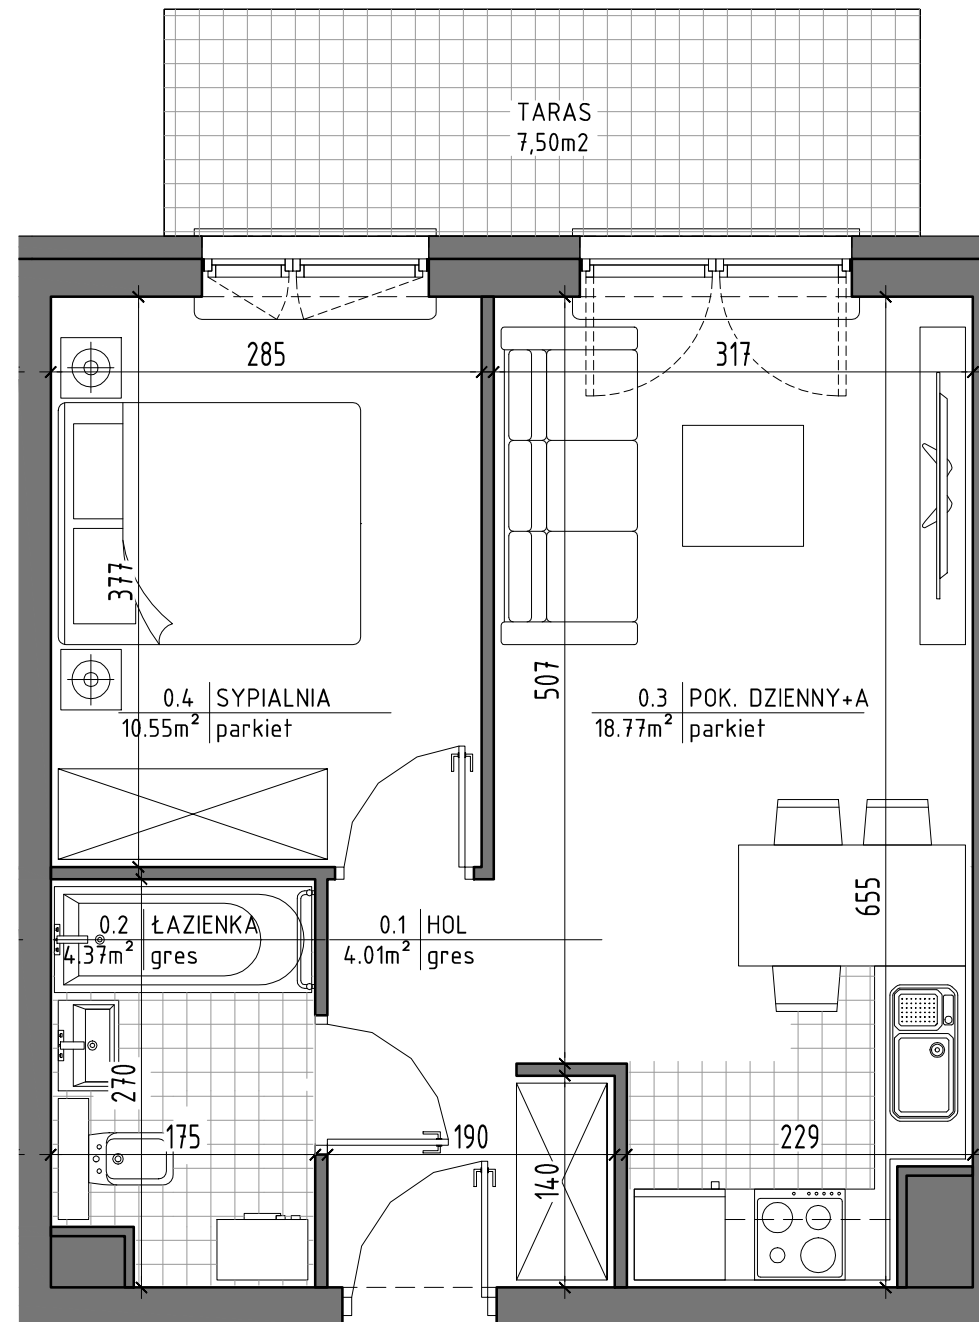 TARAS
7,50m2
285
317
377
507
0.4 SYPIALNIA
10.55m² parkiet
0.3 POK. DZIENNY+A
18.77m² parkiet
655
0.2 ŁAZIENKA
4.37m² gres
0.1 HOL
4.01m² gres
270
175
190
140
229